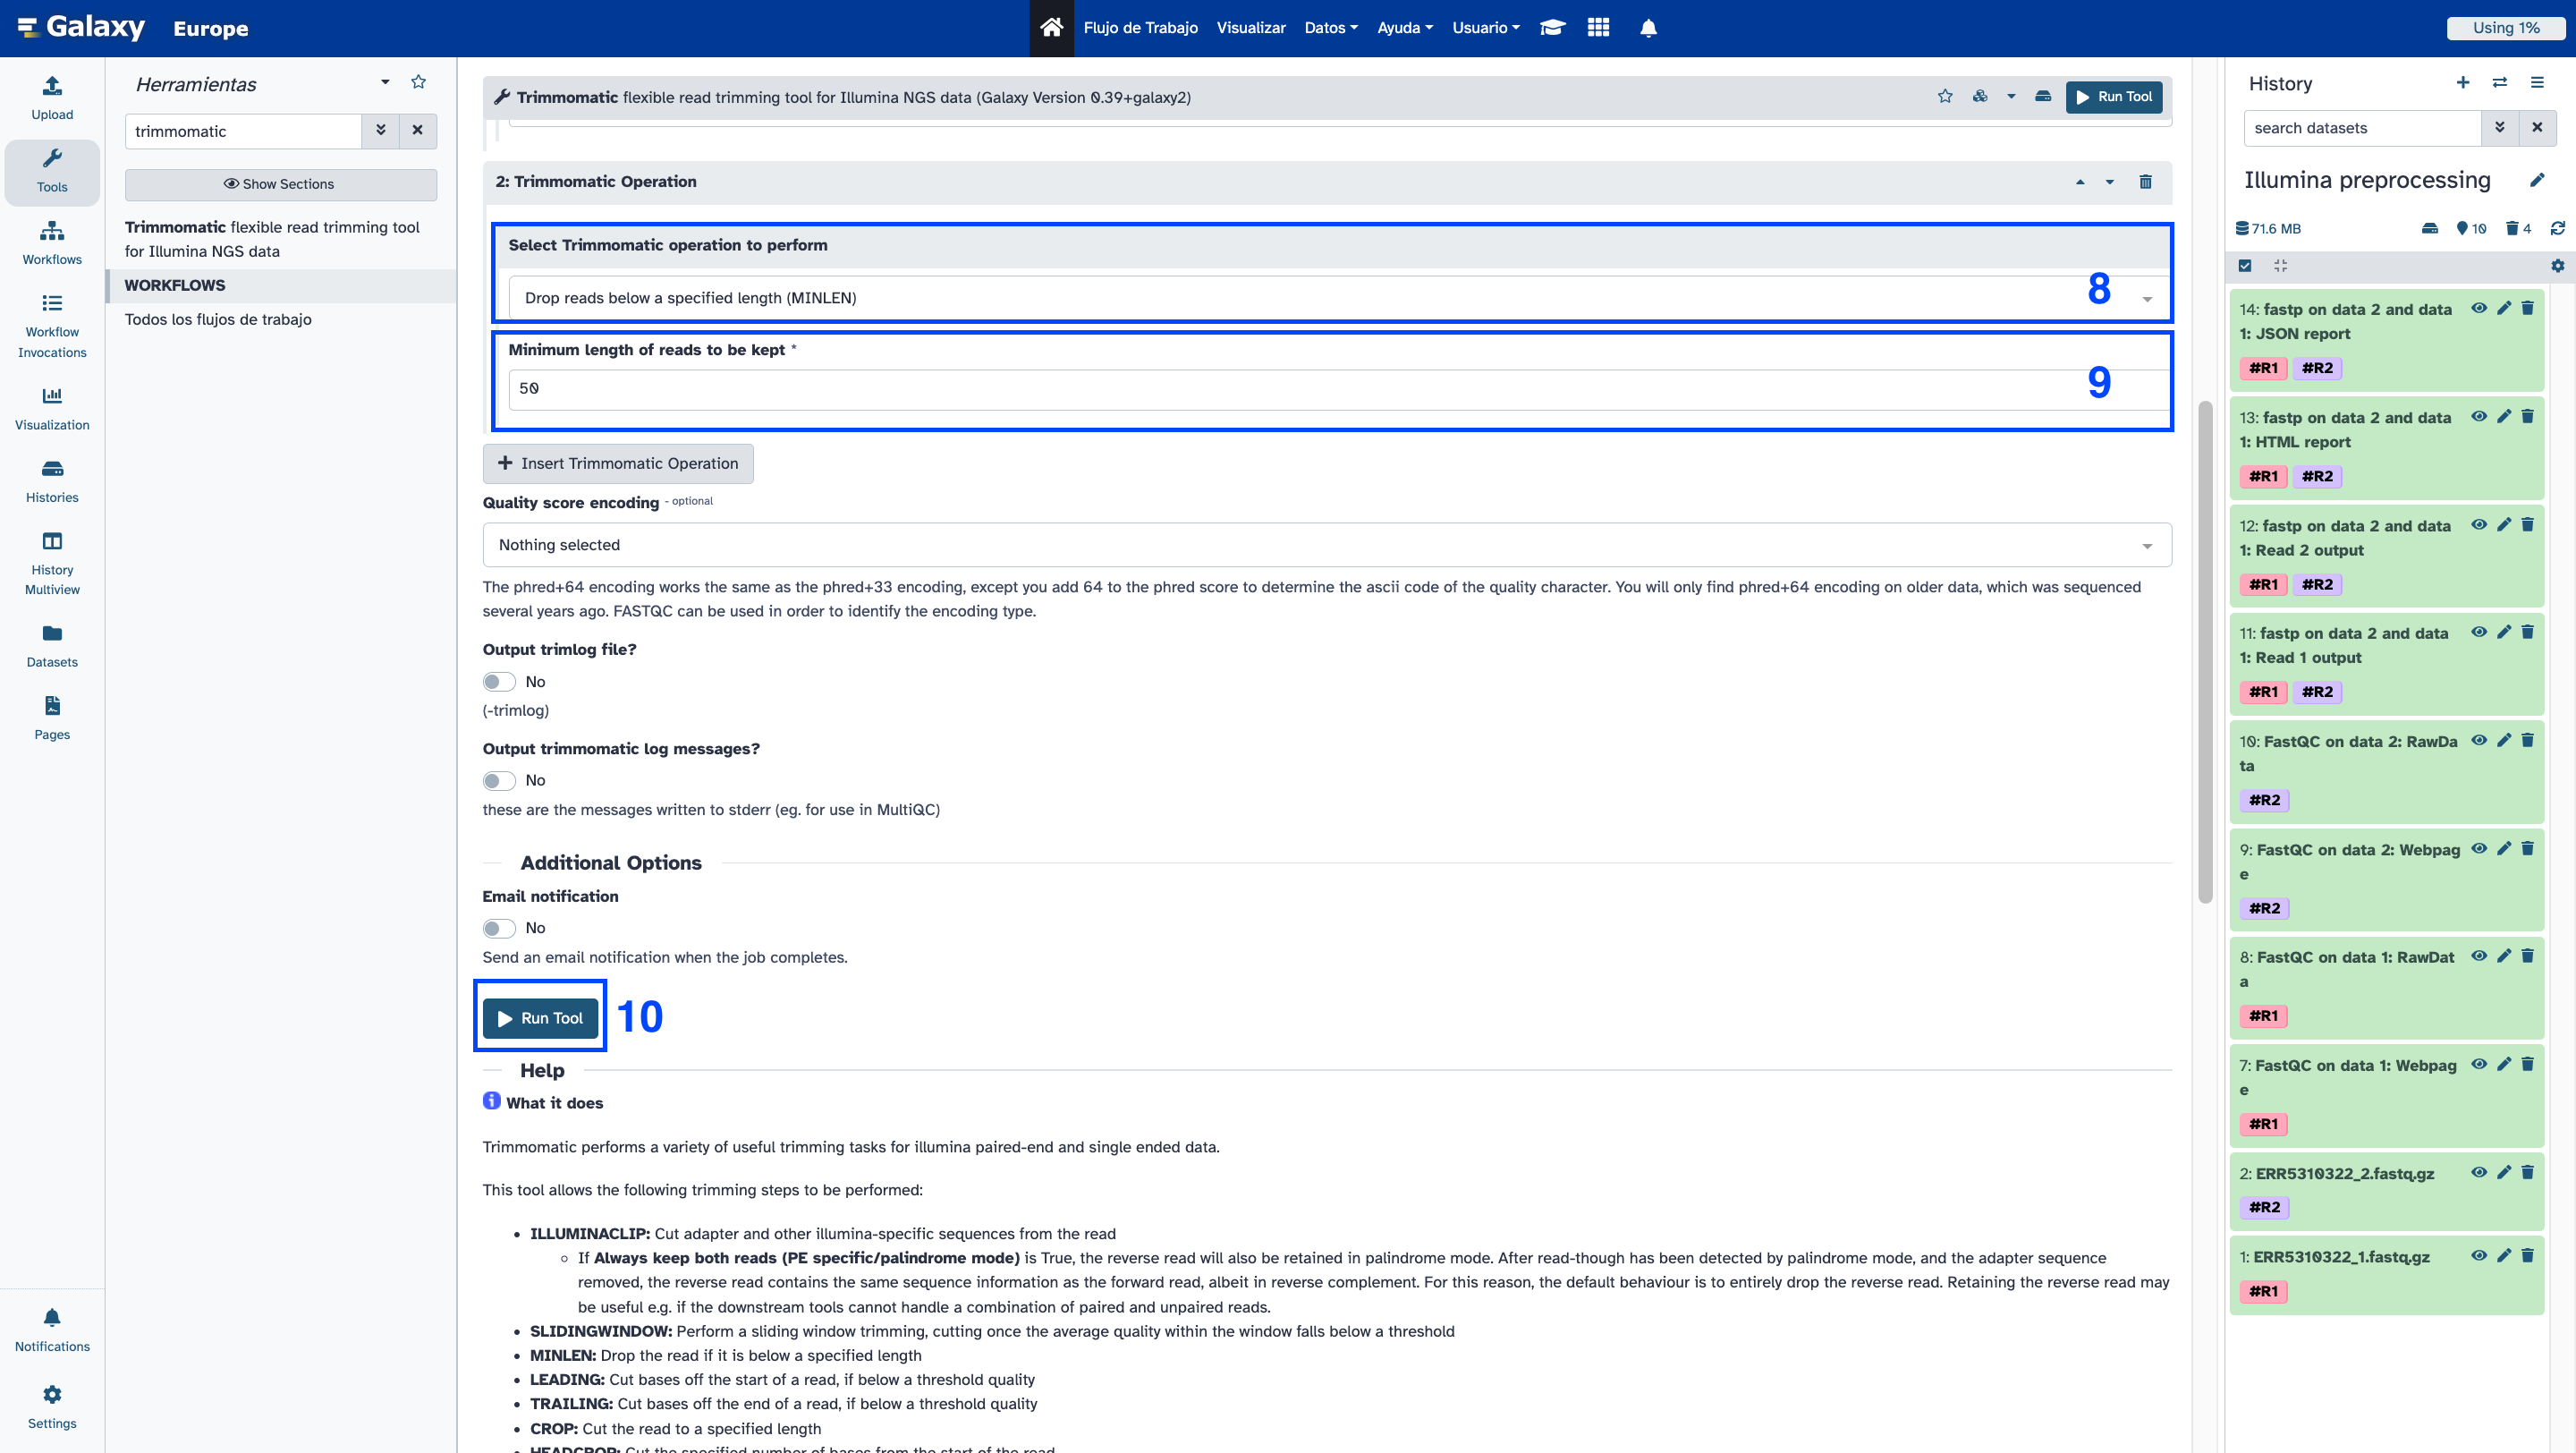 Galaxy Europe
Flujo de Trabajo Visualizar Datos Ayuda Usuario
Using 1%
Upload
Tools
Workflows
Workflow
Invocations
Visualization
Histories
History
Multiview
Datasets
Pages
Notifications
Settings
Herramientas
trimmomatic
Show Sections
Trimmomatic flexible read trimming tool
for Illumina NGS data
WORKFLOWS
Todos los flujos de trabajo
Trimmomatic flexible read trimming tool for Illumina NGS data (Galaxy Version 0.39+galaxy2)
Run Tool
2: Trimmomatic Operation
Select Trimmomatic operation to perform
Drop reads below a specified length (MINLEN)
8
Minimum length of reads to be kept *
50
9
Insert Trimmomatic Operation
Quality score encoding - optional
Nothing selected
The phred+64 encoding works the same as the phred+33 encoding, except you add 64 to the phred score to determine the ascii code of the quality character. You will only find phred+64 encoding on older data, which was sequenced
several years ago. FASTQC can be used in order to identify the encoding type.
Output trimlog file?
No
(-trimlog)
Output trimmomatic log messages?
No
these are the messages written to stderr (eg. for use in MultiQC)
Additional Options
Email notification
No
Send an email notification when the job completes.
Run Tool
10
Help
What it does
Trimmomatic performs a variety of useful trimming tasks for illumina paired-end and single ended data.
This tool allows the following trimming steps to be performed:
• ILLUMINACLIP: Cut adapter and other illumina-specific sequences from the read
If Always keep both reads (PE specific/palindrome mode) is True, the reverse read will also be retained in palindrome mode. After read-though has been detected by palindrome mode, and the adapter sequence
removed, the reverse read contains the same sequence information as the forward read, albeit in reverse complement. For this reason, the default behaviour is to entirely drop the reverse read. Retaining the reverse read may
be useful e.g. if the downstream tools cannot handle a combination of paired and unpaired reads.
• SLIDINGWINDOW: Perform a sliding window trimming, cutting once the average quality within the window falls below a threshold
• MINLEN: Drop the read if it is below a specified length
• LEADING: Cut bases off the start of a read, if below a threshold quality
• TRAILING: Cut bases off the end of a read, if below a threshold quality
• CROP: Cut the read to a specified length
• HEADCROP: Cut the specified number of bases from the start of the read
History
search datasets
Illumina preprocessing
71.6 MB
10
4
14: fastp on data 2 and data
1: JSON report
#R1 #R2
13: fastp on data 2 and data
1: HTML report
#R1 #R2
12: fastp on data 2 and data
1: Read 2 output
#R1 #R2
11: fastp on data 2 and data
1: Read 1 output
#R1 #R2
10: FastQC on data 2: RawDa
ta
#R2
9: FastQC on data 2: Webpag
e
#R2
8: FastQC on data 1: RawDat
a
#R1
7: FastQC on data 1: Webpag
e
#R1
2: ERR5310322_2.fastq.gz
#R2
1: ERR5310322_1.fastq.gz
#R1